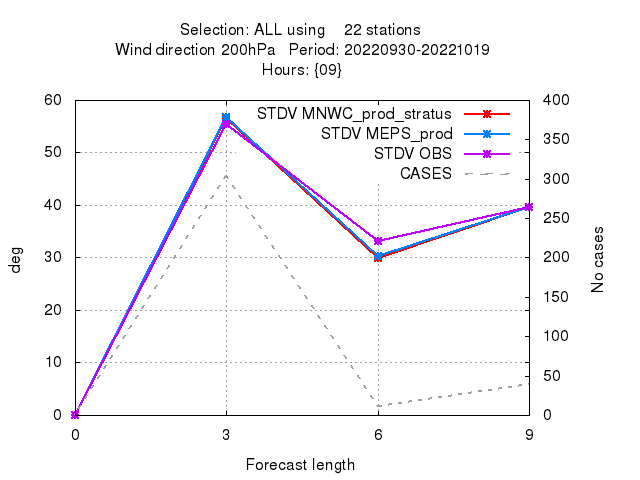 Selection: ALL using    22 stations
Wind direction 200hPa   Period: 20220930-20221019
Hours: {09}
STDV MNWC_prod_stratus
STDV MEPS_prod
STDV OBS
CASES
60
50
40
30
20
10
0
deg
400
350
300
250
200
150
100
50
0
No cases
0 3 6 9
Forecast length